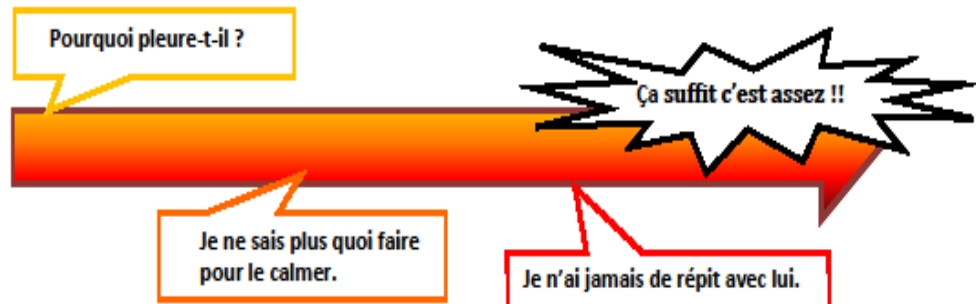 Pourquoi pleure-t-il ?
Ça suffit c'est assez !!
Je ne sais plus quoi faire
pour le calmer.
Je n'ai jamais de répit avec lui.